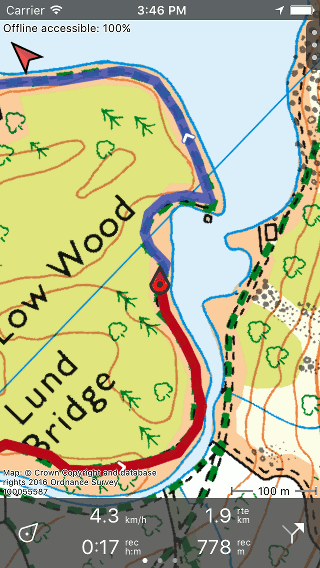 Carrier 3:46 PM
Offline accessible: 100%
Low Wood
Lund
Bridge
Map: © Crown Copyright and database
rights 2016 Ordnance Survey
100055587
100 m
4.3 km/h 1.9 rte km
0:17 rec h:m 778 rec m